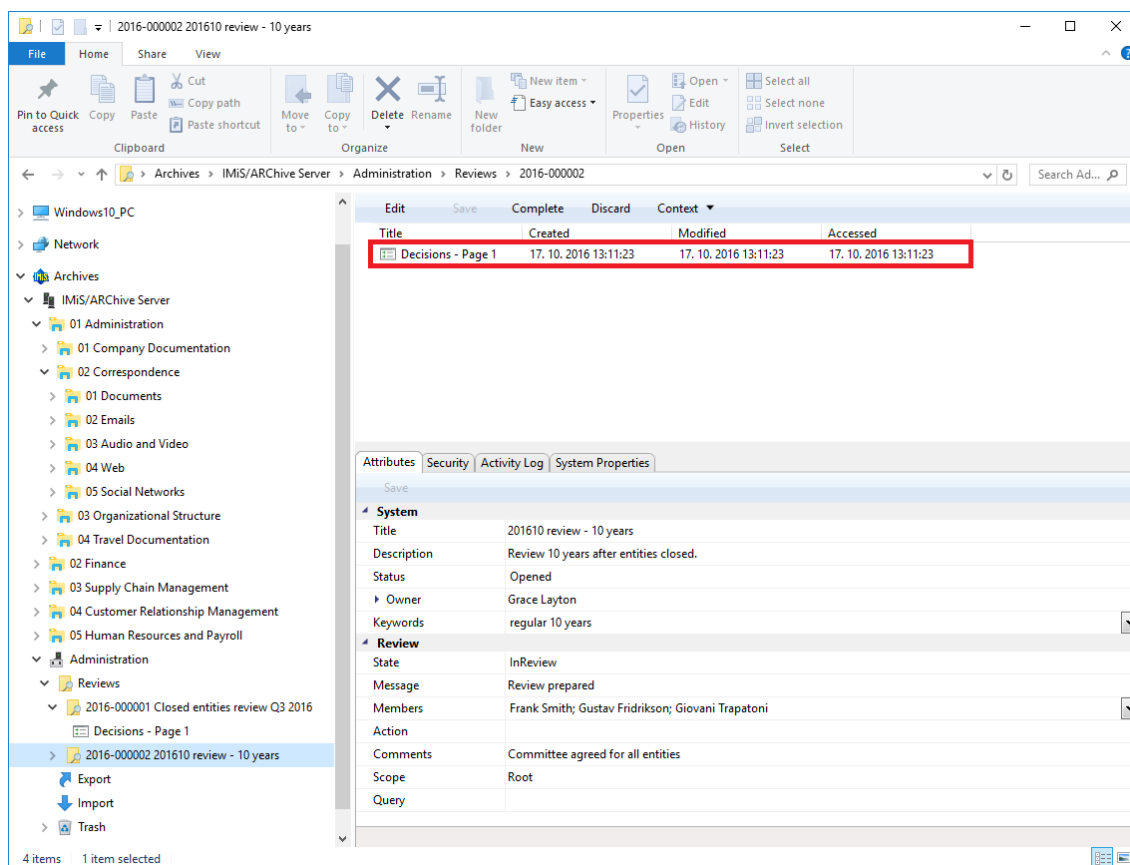 2016-000002 201610 review - 10 years
File Home Share View
Pin to Quick access
Copy
Paste
Cut
Copy path
Paste shortcut
Clipboard
Move to
Copy to
Delete
Rename
Organize
New folder
New item
Easy access
New
Properties
Open
Edit
History
Open
Select all
Select none
Invert selection
Select
Archives > IMiS/ARChive Server > Administration > Reviews > 2016-000002
Search Ad...
Windows10_PC
Network
Archives
IMiS/ARChive Server
01 Administration
01 Company Documentation
02 Correspondence
01 Documents
02 Emails
03 Audio and Video
04 Web
05 Social Networks
03 Organizational Structure
04 Travel Documentation
02 Finance
03 Supply Chain Management
04 Customer Relationship Management
05 Human Resources and Payroll
Administration
Reviews
2016-000001 Closed entities review Q3 2016
Decisions - Page 1
2016-000002 201610 review - 10 years
Export
Import
Trash
Edit Save Complete Discard Context
Title Created Modified Accessed
Decisions - Page 1 17. 10. 2016 13:11:23 17. 10. 2016 13:11:23 17. 10. 2016 13:11:23
Attributes Security Activity Log System Properties
Save
System
Title 201610 review - 10 years
Description Review 10 years after entities closed.
Status Opened
Owner Grace Layton
Keywords regular 10 years
Review
State InReview
Message Review prepared
Members Frank Smith; Gustav Fridrikson; Giovani Trapatoni
Action
Comments Committee agreed for all entities
Scope Root
Query
4 items 1 item selected